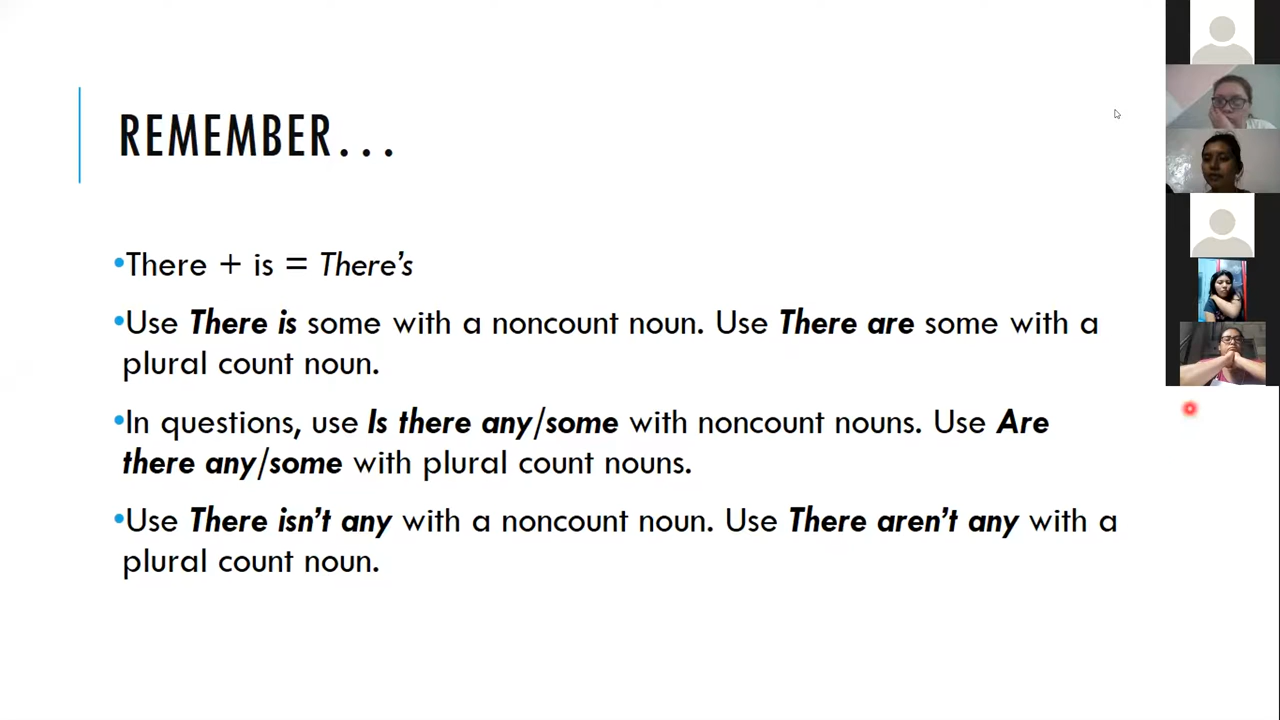 REMEMBER...
•There + is = There's
•Use There is some with a noncount noun. Use There are some with a
plural count noun.
•In questions, use Is there any/some with noncount nouns. Use Are
there any/some with plural count nouns.
•Use There isn't any with a noncount noun. Use There aren't any with a
plural count noun.